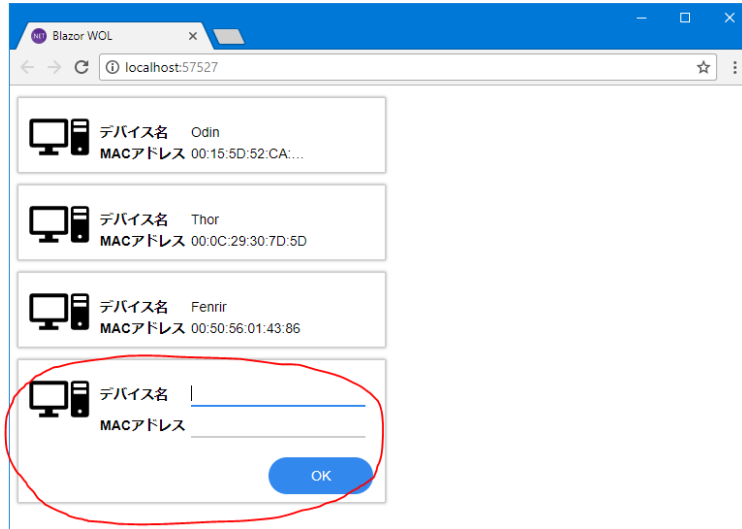 Blazor WOL
localhost:57527
デバイス名 Odin
MACアドレス 00:15:5D:52:CA:...
デバイス名 Thor
MACアドレス 00:0C:29:30:7D:5D
デバイス名 Fenrir
MACアドレス 00:50:56:01:43:86
デバイス名
MACアドレス
OK